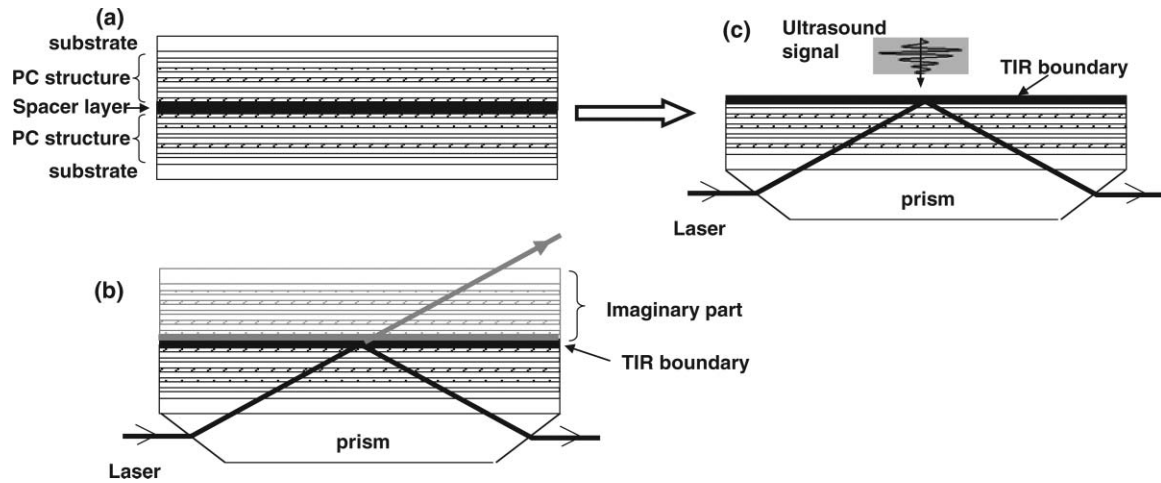 (a)
substrate
PC structure
Spacer layer
PC structure
substrate
(c)
Ultrasound
signal
TIR boundary
prism
Laser
(b)
Imaginary part
TIR boundary
prism
Laser